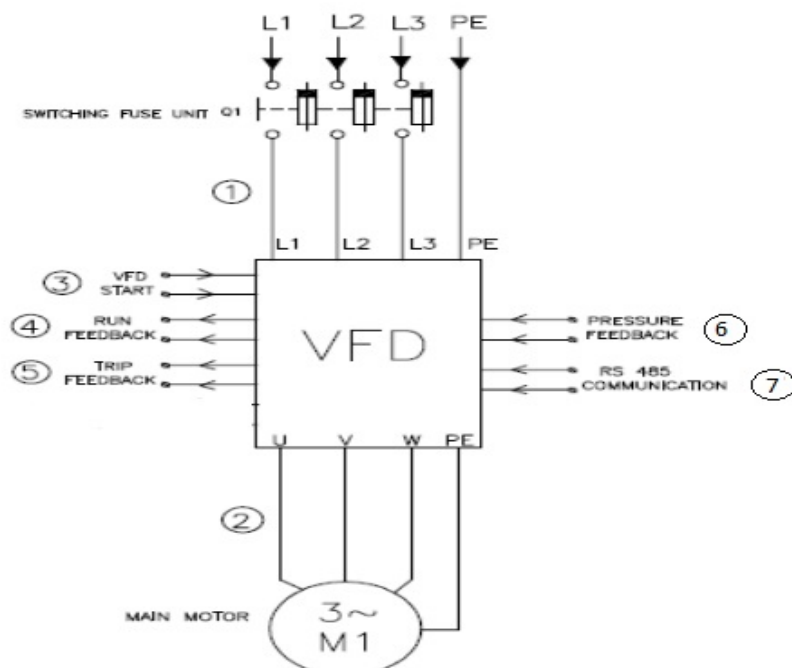 L1 L2 L3 PE
SWITCHING FUSE UNIT Q1
1
L1 L2 L3 PE
3 VFD
START
4 RUN
FEEDBACK
5 TRIP
FEEDBACK
VFD
PRESSURE
FEEDBACK 6
RS 485
COMMUNICATION 7
U V W PE
2
MAIN MOTOR
3~
M1